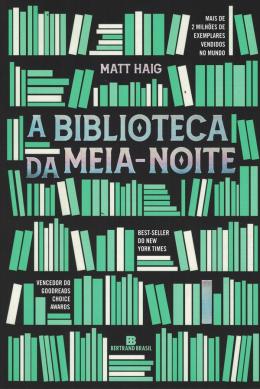 MAIS DE
2 MILHÕES DE
EXEMPLARES
VENDIDOS
NO MUNDO
MATT HAIG
A BIBLIOTECA
DA MEIA-NOITE
BEST-SELLER
DO NEW
YORK TIMES
VENCEDOR DO
GOODREADS
CHOICE
AWARDS
BB
BERTRAND BRASIL